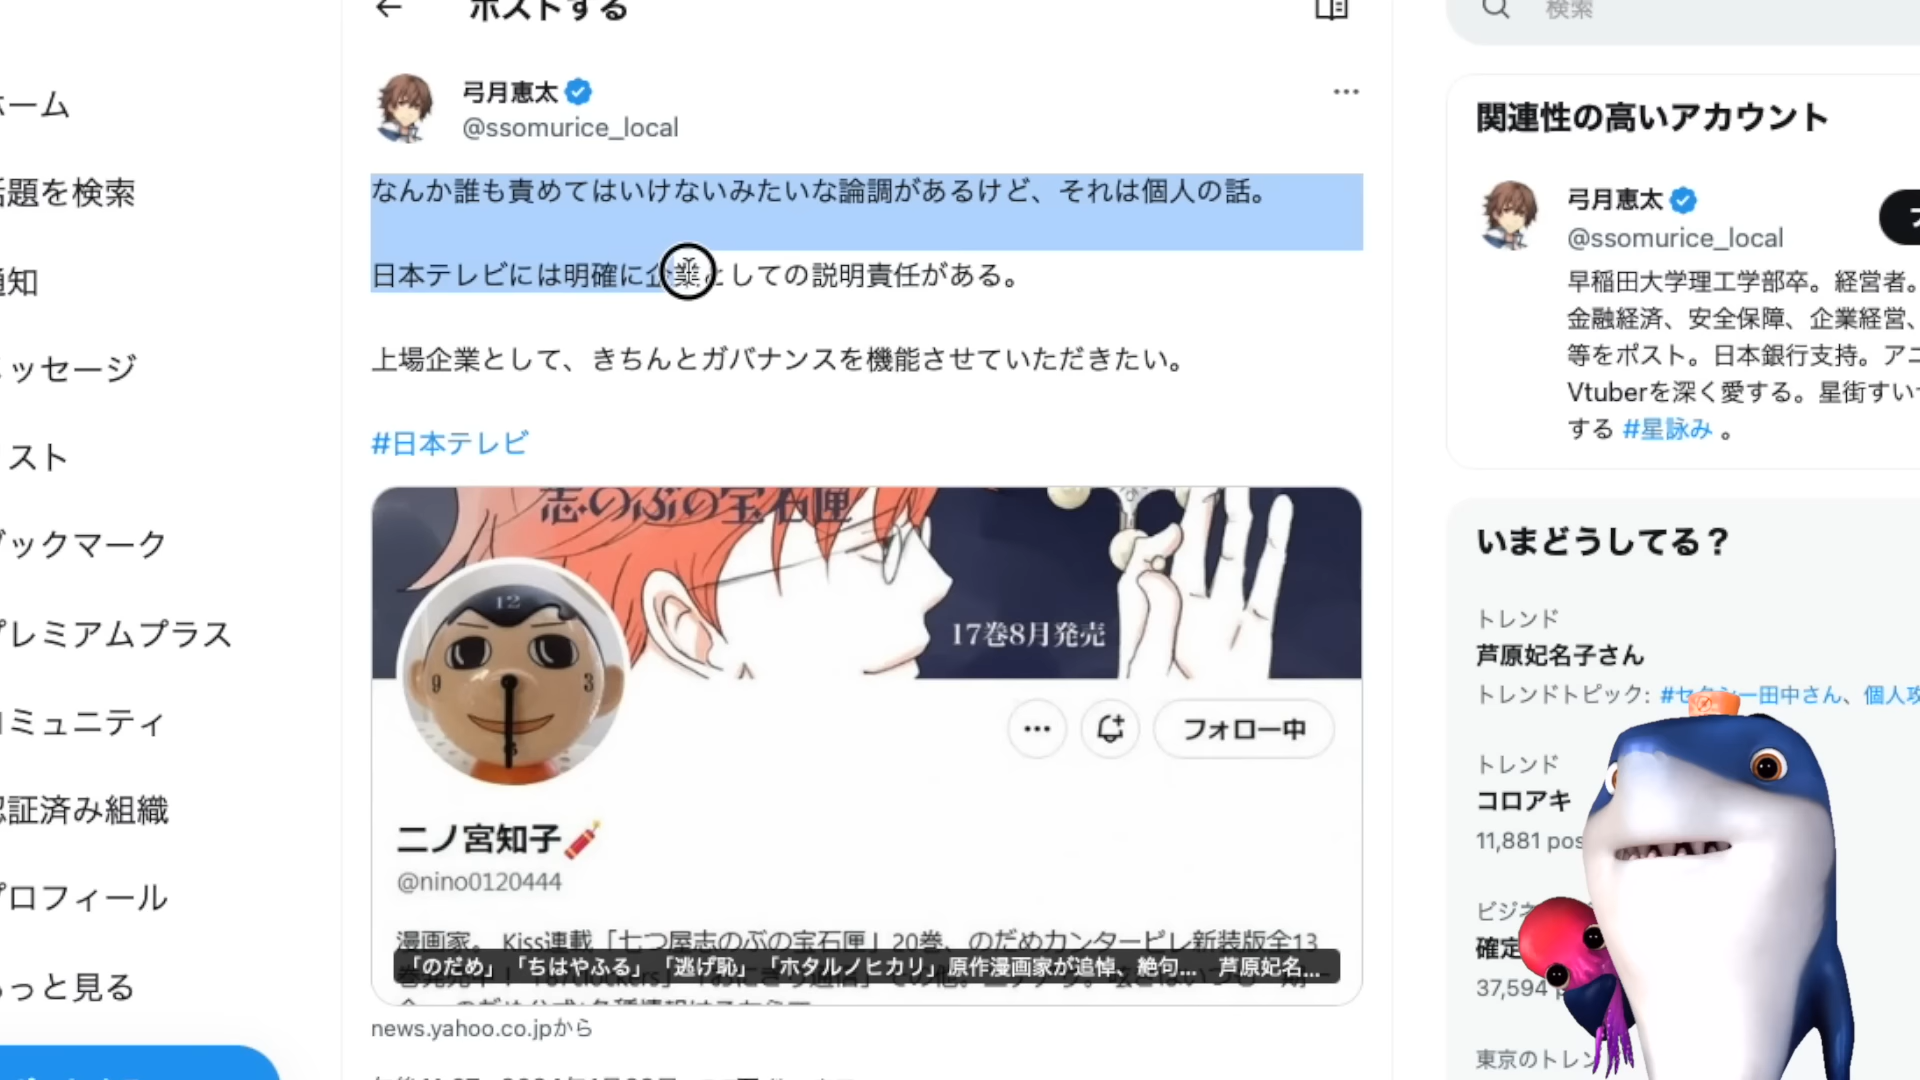 ポストする
検索
ホーム
話題を検索
通知
メッセージ
リスト
ブックマーク
プレミアムプラス
コミュニティ
認証済み組織
プロフィール
もっと見る
弓月恵太
@ssomurice_local
なんか誰も責めてはいけないみたいな論調があるけど、それは個人の話。
日本テレビには明確に企業としての説明責任がある。
上場企業として、きちんとガバナンスを機能させていただきたい。
#日本テレビ
志のぶの宝石匣
17巻8月発売
12
9
3
6
フォロー中
二ノ宮知子
@nino0120444
漫画家。 Kiss連載「七つ屋志のぶの宝石匣」20巻、のだめカンタービレ新装版全13
「のだめ」「ちはやふる」「逃げ恥」「ホタルノヒカリ」原作漫画家が追悼、絶句... 芦原妃名...
news.yahoo.co.jpから
関連性の高いアカウント
弓月恵太
@ssomurice_local
早稲田大学理工学部卒。経営者。
金融経済、安全保障、企業経営、
等をポスト。日本銀行支持。アニ
Vtuberを深く愛する。星街すいせ
する #星詠み 。
いまどうしてる？
トレンド
芦原妃名子さん
トレンドトピック: #セクシー田中さん、個人攻
トレンド
コロアキ
11,881 pos
ビジネ
確定
37,594 p
東京のトレン